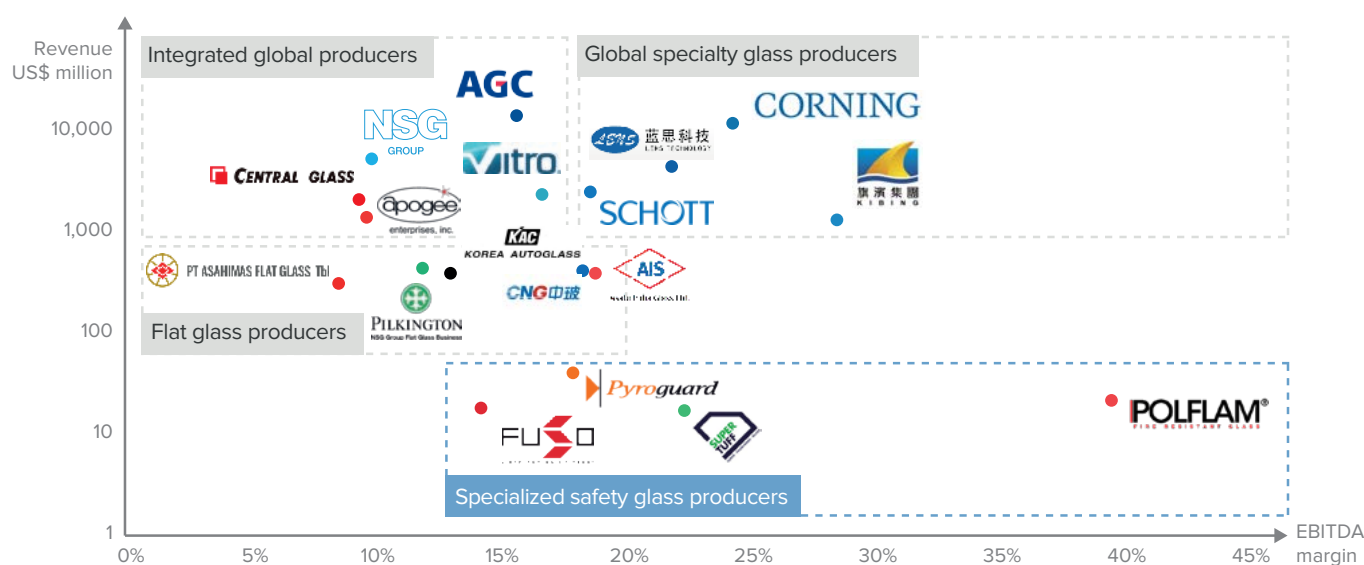 Revenue
US$ million
10,000
1,000
100
10
1
Integrated global producers
AGC
NSG
GROUP
CENTRAL GLASS
Vitro
apogee
enterprises, inc.
Global specialty glass producers
CORNING
LENS
蓝思科技
LENS TECHNOLOGY
SCHOTT
旗濱集團
KIBING
KAC
KOREA AUTOGLASS
PT ASAHIMAS FLAT GLASS Tbl
PILKINGTON
NSG Group Flat Glass Business
CNG中玻
AIS
Flat glass producers
Pyroguard
FUSO
SUPER
TUFF
POLFLAM®
FIRE RESISTANT GLASS
Specialized safety glass producers
0%
5%
10%
15%
20%
25%
30%
35%
40%
45%
EBITDA
margin